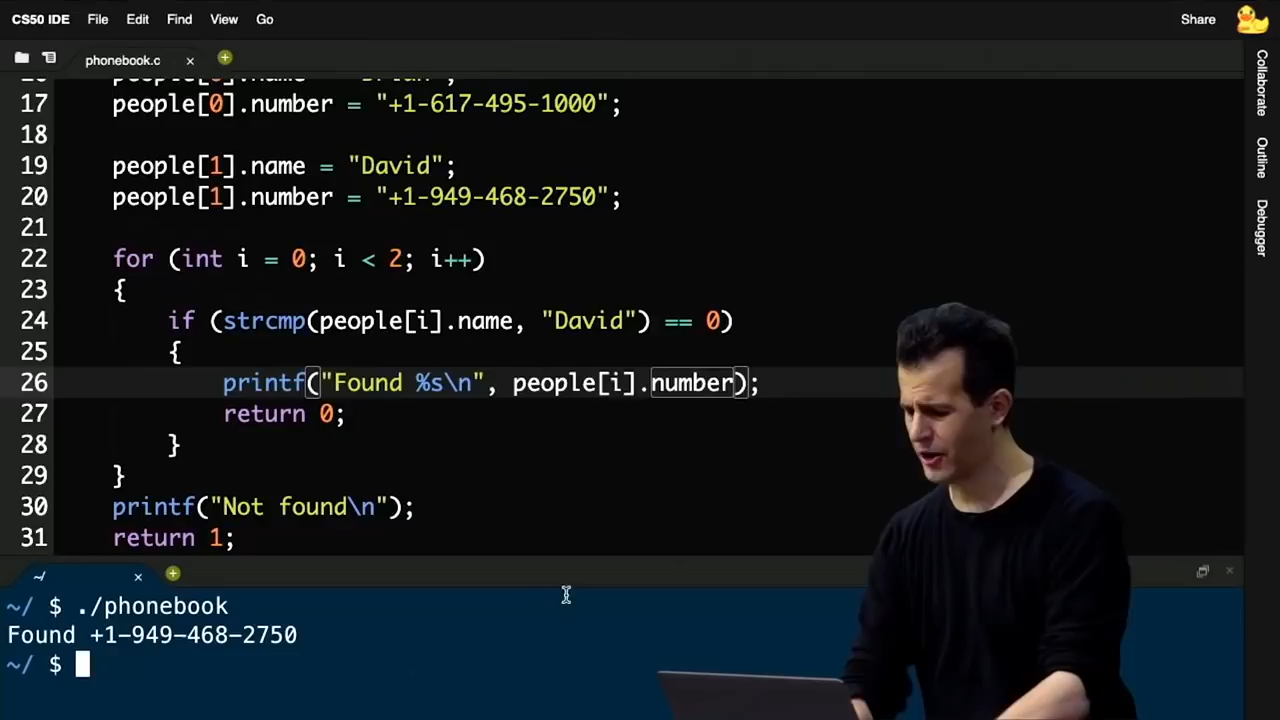 CS50 IDE File Edit Find View Go Share
phonebook.c
17 people[0].number = "+1-617-495-1000";
18
19 people[1].name = "David";
20 people[1].number = "+1-949-468-2750";
21
22 for (int i = 0; i < 2; i++)
23 {
24 if (strcmp(people[i].name, "David") == 0)
25 {
26 printf("Found %s\n", people[i].number);
27 return 0;
28 }
29 }
30 printf("Not found\n");
31 return 1;
~/
~/ $ ./phonebook
Found +1-949-468-2750
~/ $
Collaborate
Outline
Debugger